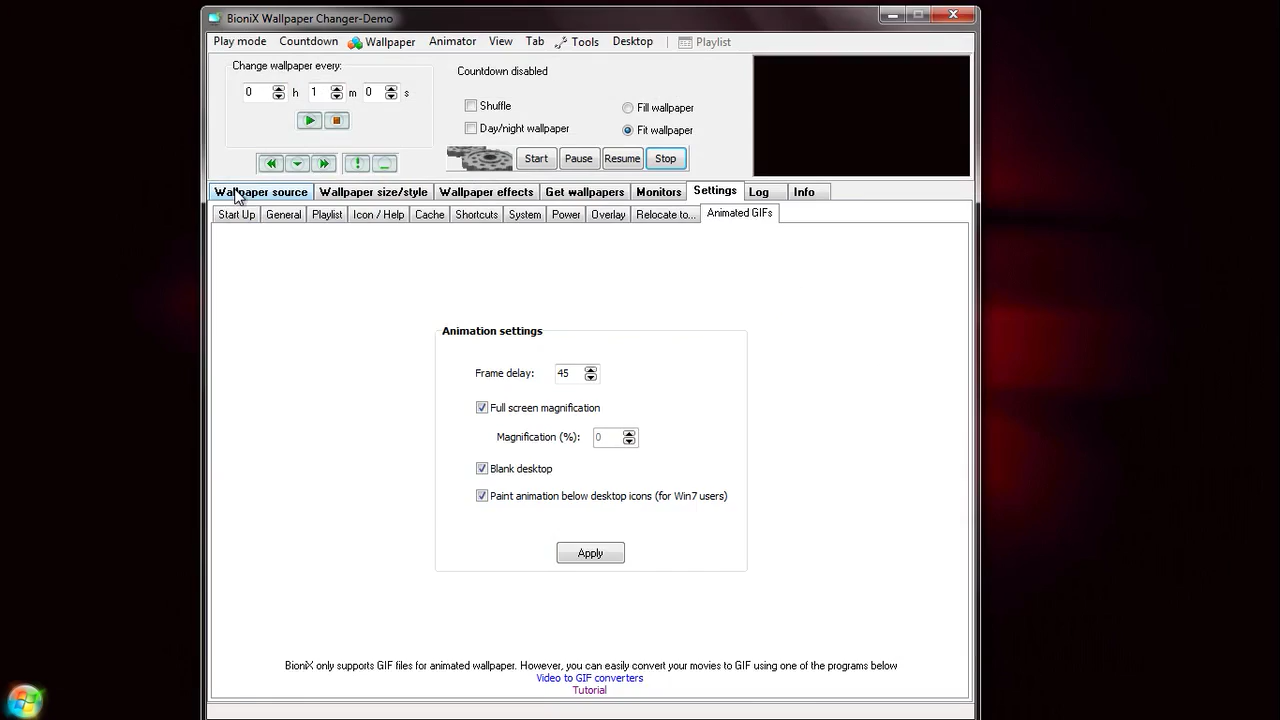 BioniX Wallpaper Changer-Demo
Play mode Countdown Wallpaper Animator View Tab Tools Desktop Playlist
Change wallpaper every:
0 h 1 m 0 s
Countdown disabled
Shuffle
Day/night wallpaper
Fill wallpaper
Fit wallpaper
Start Pause Resume Stop
Wallpaper source Wallpaper size/style Wallpaper effects Get wallpapers Monitors Settings Log Info
Start Up General Playlist Icon / Help Cache Shortcuts System Power Overlay Relocate to... Animated GIFs
Animation settings
Frame delay: 45
Full screen magnification
Magnification (%): 0
Blank desktop
Paint animation below desktop icons (for Win7 users)
Apply
BioniX only supports GIF files for animated wallpaper. However, you can easily convert your movies to GIF using one of the programs below
Video to GIF converters
Tutorial